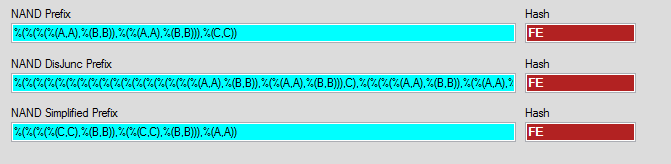 NAND Prefix Hash
%(%(%(%(A,A),%(B,B)),%(%(A,A),%(B,B))),%(C,C)) FE
NAND DisJunc Prefix Hash
%(%(%(%(%(%(%(%(%(%(%(%(%(%(%(A,A),%(B,B)),%(%(A,A),%(B,B))),C),%(%(%(%(A,A),%(B,B)),%(%(A,A),% FE
NAND Simplified Prefix Hash
%(%(%(%(C,C),%(B,B)),%(%(C,C),%(B,B))),%(A,A)) FE